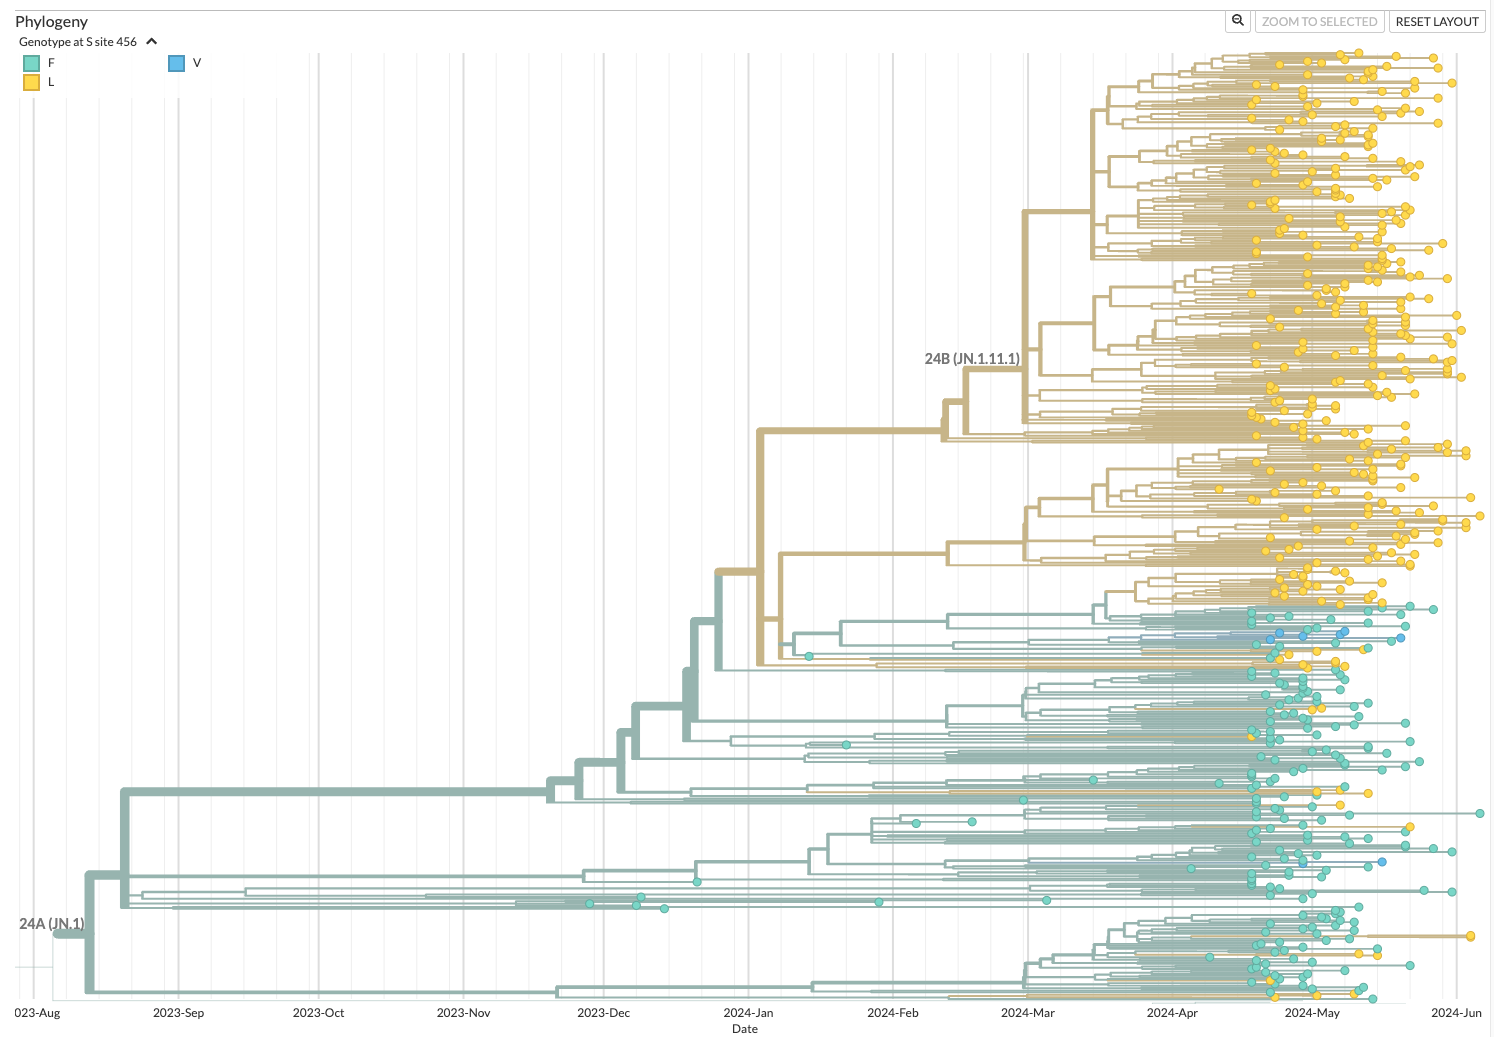 Phylogeny
ZOOM TO SELECTED
RESET LAYOUT
Genotype at S site 456
F
V
L
24B (JN.1.11.1)
24A (JN.1)
023-Aug
2023-Sep
2023-Oct
2023-Nov
2023-Dec
2024-Jan
2024-Feb
2024-Mar
2024-Apr
2024-May
2024-Jun
Date